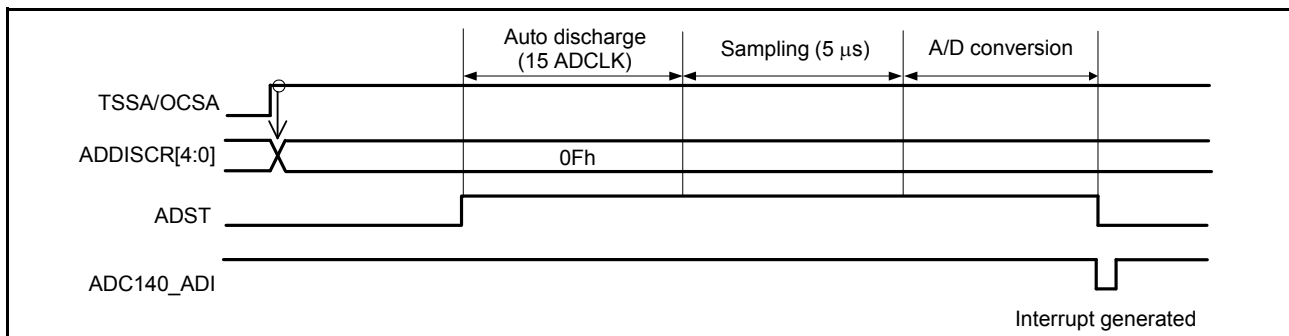 Auto discharge
(15 ADCLK)
Sampling (5 μs)
A/D conversion
TSSA/OCSA
ADDISCR[4:0]
0Fh
ADST
ADC140_ADI
Interrupt generated